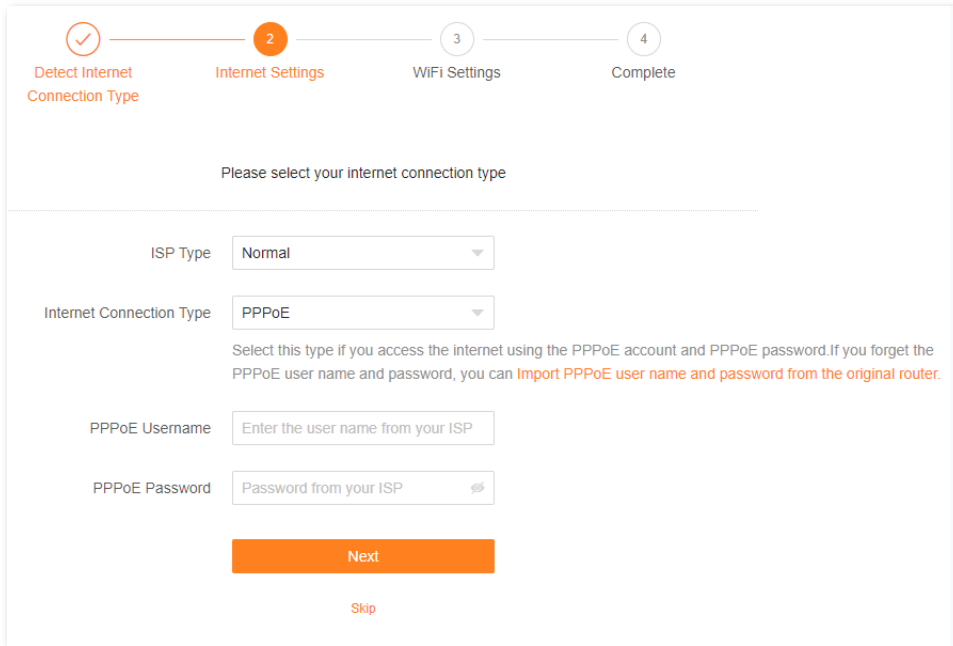 2
3
4
Detect Internet
Connection Type
Internet Settings
WiFi Settings
Complete
Please select your internet connection type
ISP Type
Normal
Internet Connection Type
PPPoE
Select this type if you access the internet using the PPPoE account and PPPoE password.If you forget the
PPPoE user name and password, you can Import PPPoE user name and password from the original router.
PPPoE Username
Enter the user name from your ISP
PPPoE Password
Password from your ISP
Next
Skip